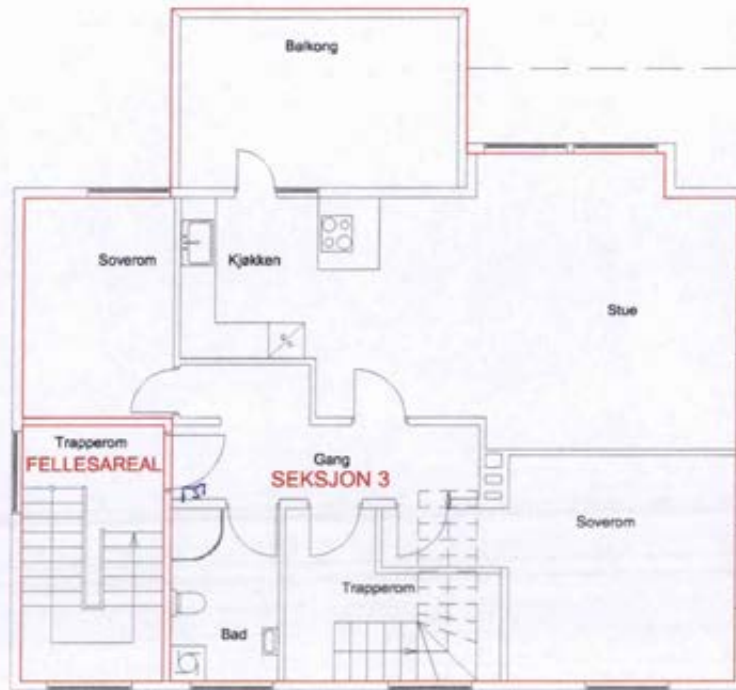 Balkong
Soverom
Kjøkken
Stue
Trapperom
FELLESAREAL
Gang
SEKSJON 3
Soverom
Trapperom
Bad